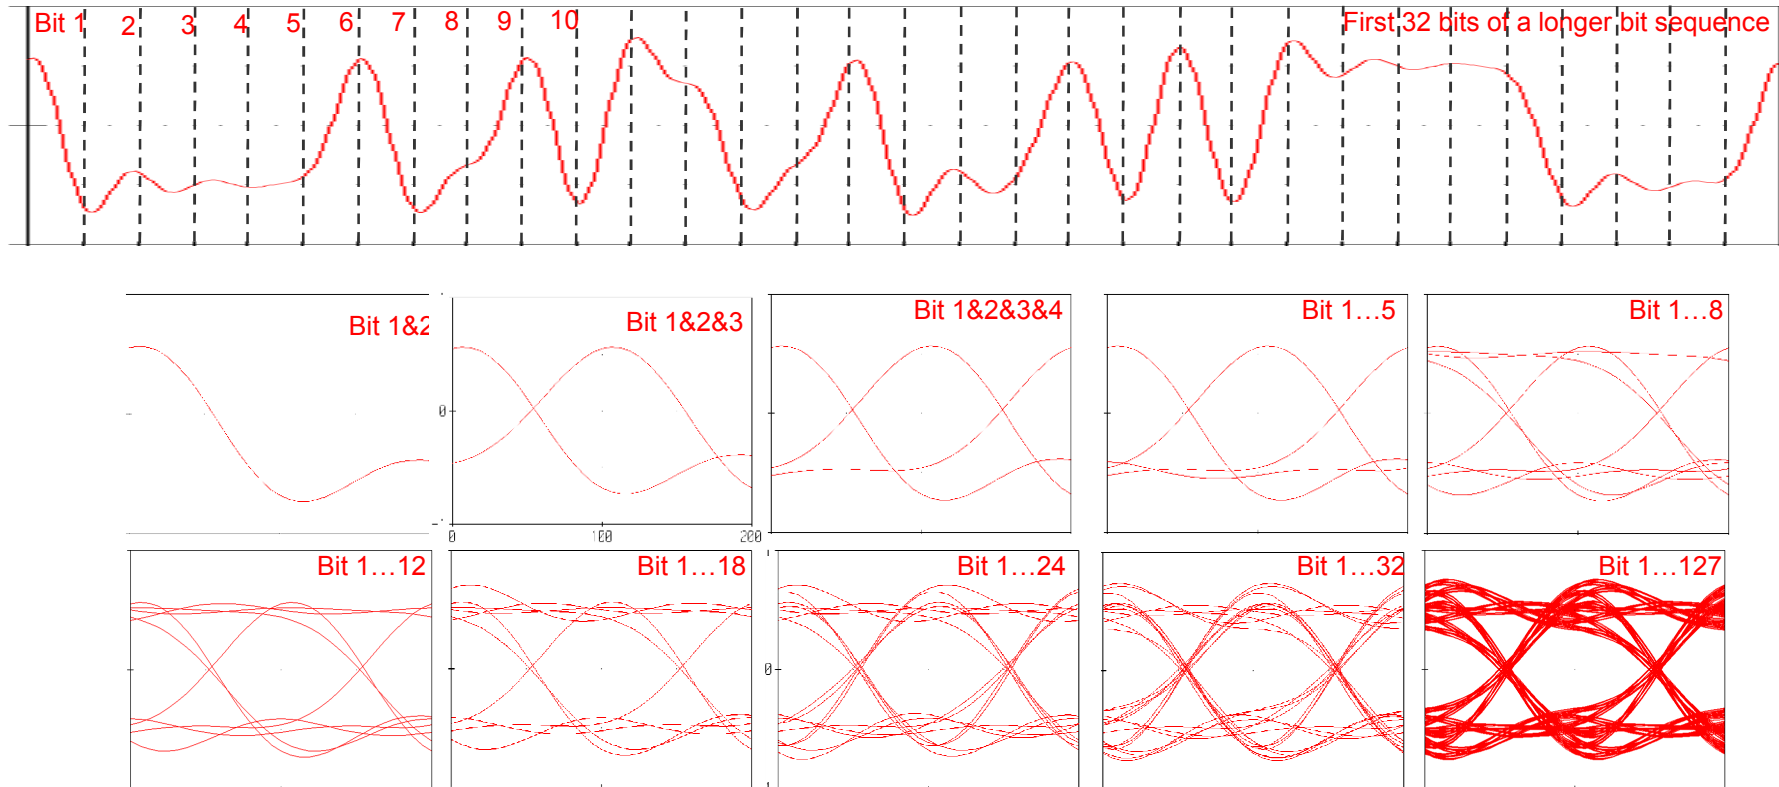 Bit 1 2 3 4 5 6 7 8 9 10 First 32 bits of a longer bit sequence
Bit 1&2
Bit 1&2&3
0
-1
0 100 200
Bit 1&2&3&4
Bit 1…5
Bit 1…8
Bit 1…12
Bit 1…18
Bit 1…24
1
0
Bit 1…32
Bit 1…127